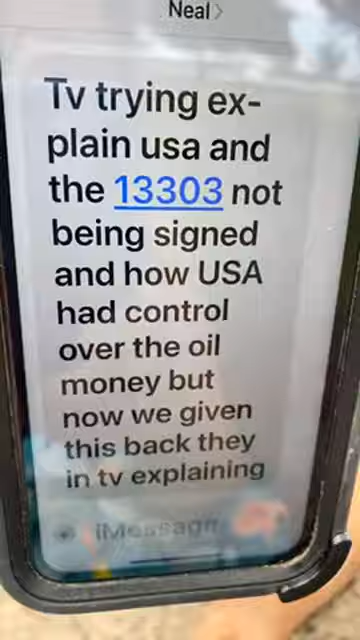 Neal
Tv trying ex-
plain usa and
the 13303 not
being signed
and how USA
had control
over the oil
money but
now we given
this back they
in tv explaining
iMessage